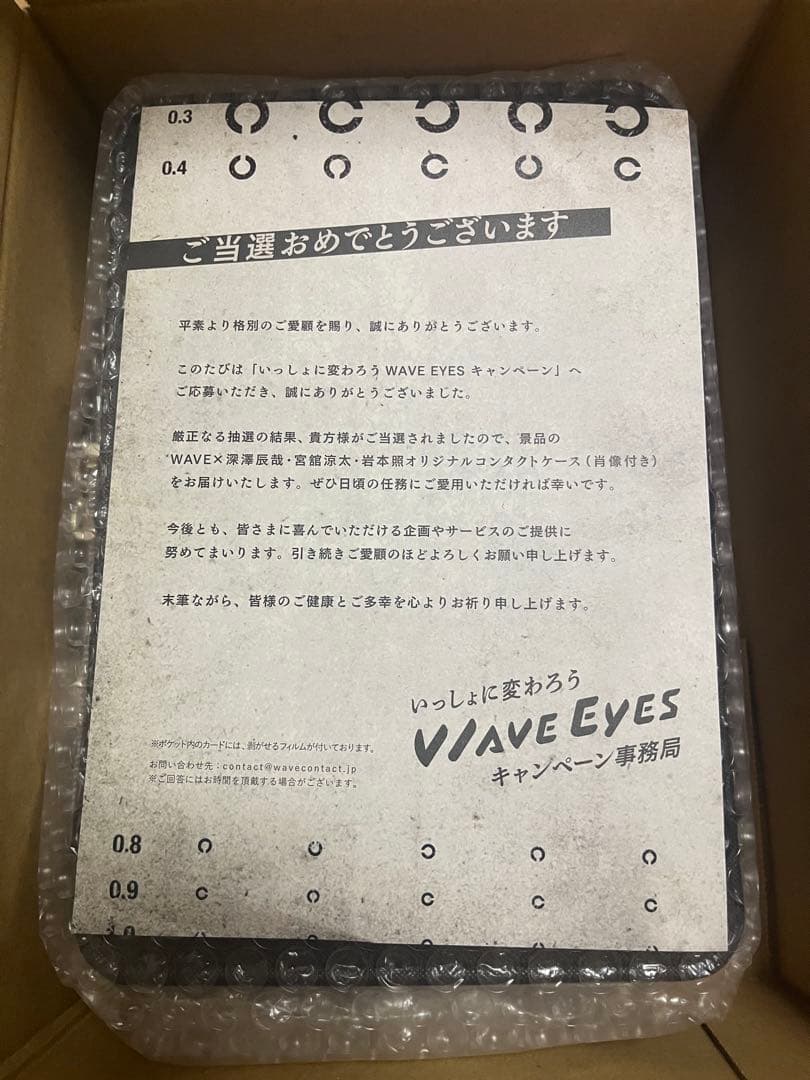 0.3
0.4
ご当選おめでとうございます
平素より格別のご愛顧を賜り、誠にありがとうございます。
このたびは「いっしょに変わろう WAVE EYES キャンペーン」へ
ご応募いただき、誠にありがとうございました。
厳正なる抽選の結果、貴方様がご当選されましたので、景品の
WAVE×深澤辰哉・宮舘涼太・岩本照オリジナルコンタクトケース（肖像付き）
をお届けいたします。ぜひ日頃の任務にご愛用いただければ幸いです。
今後とも、皆さまに喜んでいただける企画やサービスのご提供に
努めてまいります。引き続きご愛顧のほどよろしくお願い申し上げます。
末筆ながら、皆様のご健康とご多幸を心よりお祈り申し上げます。
いっしょに変わろう
WAVE EYES
キャンペーン事務局
※ポケット内のカードには、剥がせるフィルムが付いております。
お問い合わせ先：contact@wavecontact.jp
※ご回答にはお時間を頂戴する場合がございます。
0.8
0.9